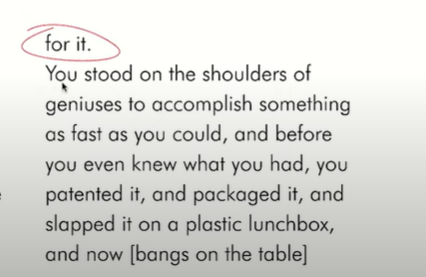 for it.
You stood on the shoulders of
geniuses to accomplish something
as fast as you could, and before
you even knew what you had, you
patented it, and packaged it, and
slapped it on a plastic lunchbox,
and now [bangs on the table]